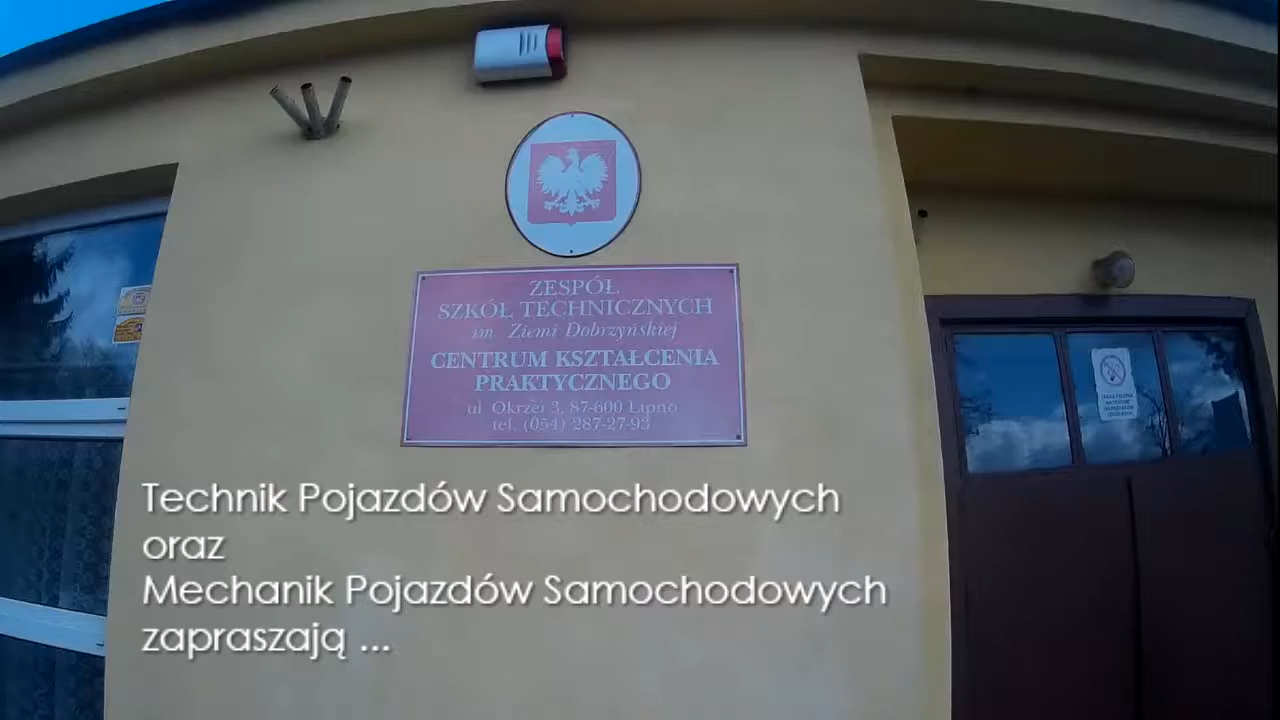 ZESPÓŁ
SZKÓŁ TECHNICZNYCH
im. Ziemi Dobrzyńskiej
CENTRUM KSZTAŁCENIA
PRAKTYCZNEGO
ul. Okrzei 3, 87-600 Lipno
tel. (054) 287-27-93
Technik Pojazdów Samochodowych
oraz
Mechanik Pojazdów Samochodowych
zapraszają ...